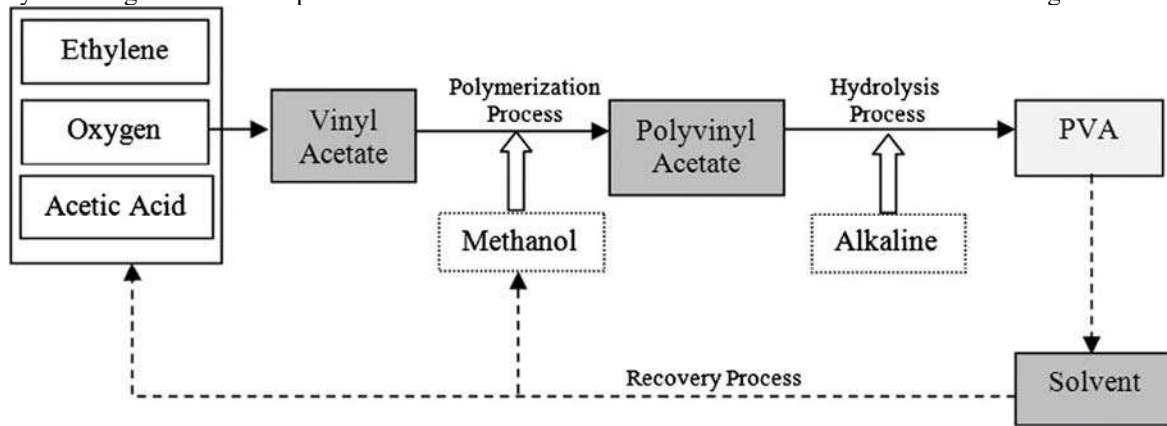 Ethylene
Oxygen
Acetic Acid
Vinyl
Acetate
Polymerization
Process
Methanol
Polyvinyl
Acetate
Hydrolysis
Process
Alkaline
PVA
Solvent
Recovery Process